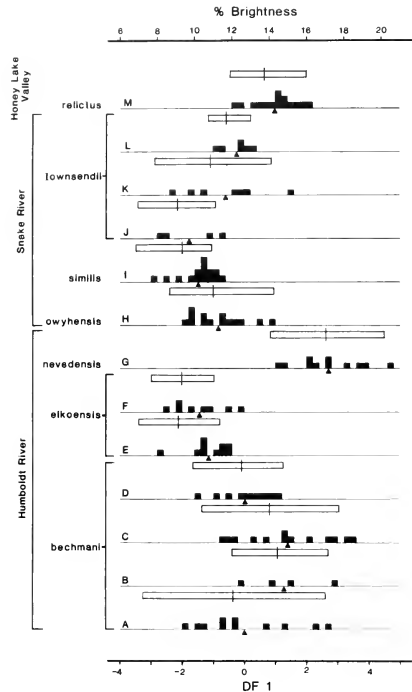 % Brightness
6 8 10 12 14 16 18 20
Honey Lake Valley
relictus M
L
townsendii
K
Snake River
J
similis I
owyhensis H
nevadensis G
F
elkoensis
E
Humboldt River
D
C
bechmani
B
A
-4 -2 0 2 4
DF 1